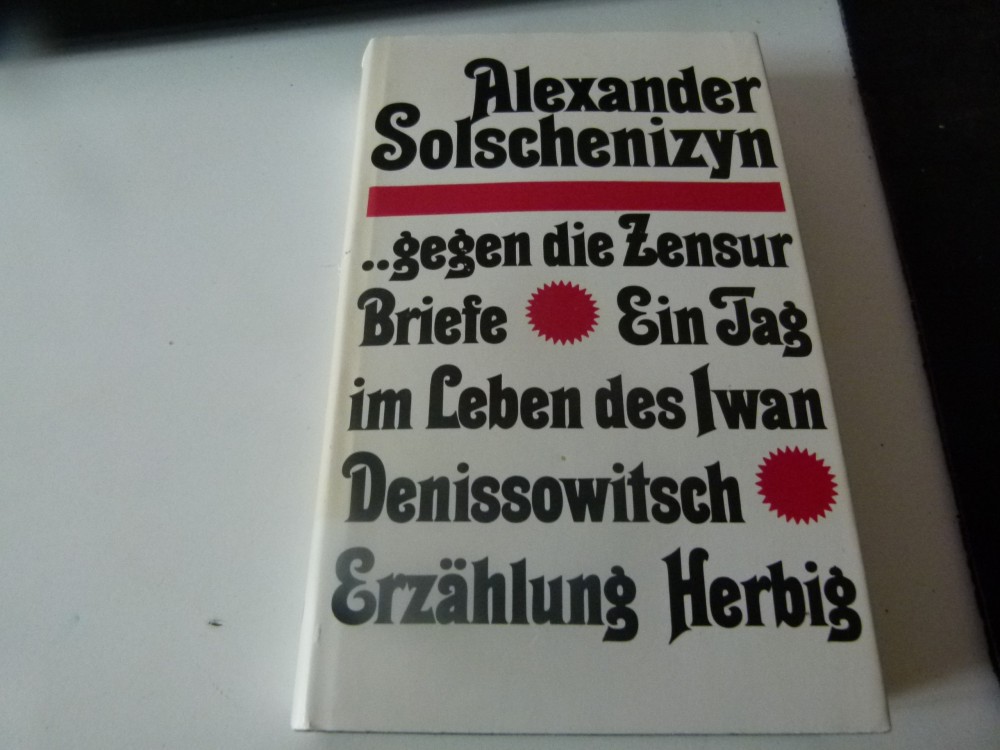 Alexander
Solschenizyn
..gegen die Zensur
Briefe Ein Tag
im Leben des Iwan
Denissowitsch
Erzählung Herbig